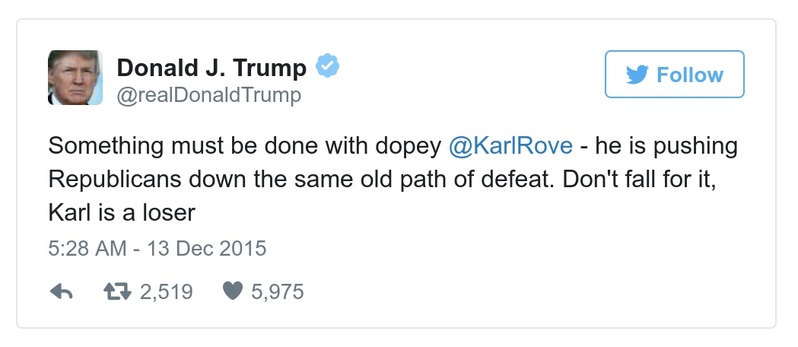 Donald J. Trump
@realDonaldTrump
Follow
Something must be done with dopey @KarlRove - he is pushing
Republicans down the same old path of defeat. Don't fall for it,
Karl is a loser
5:28 AM - 13 Dec 2015
2,519 5,975